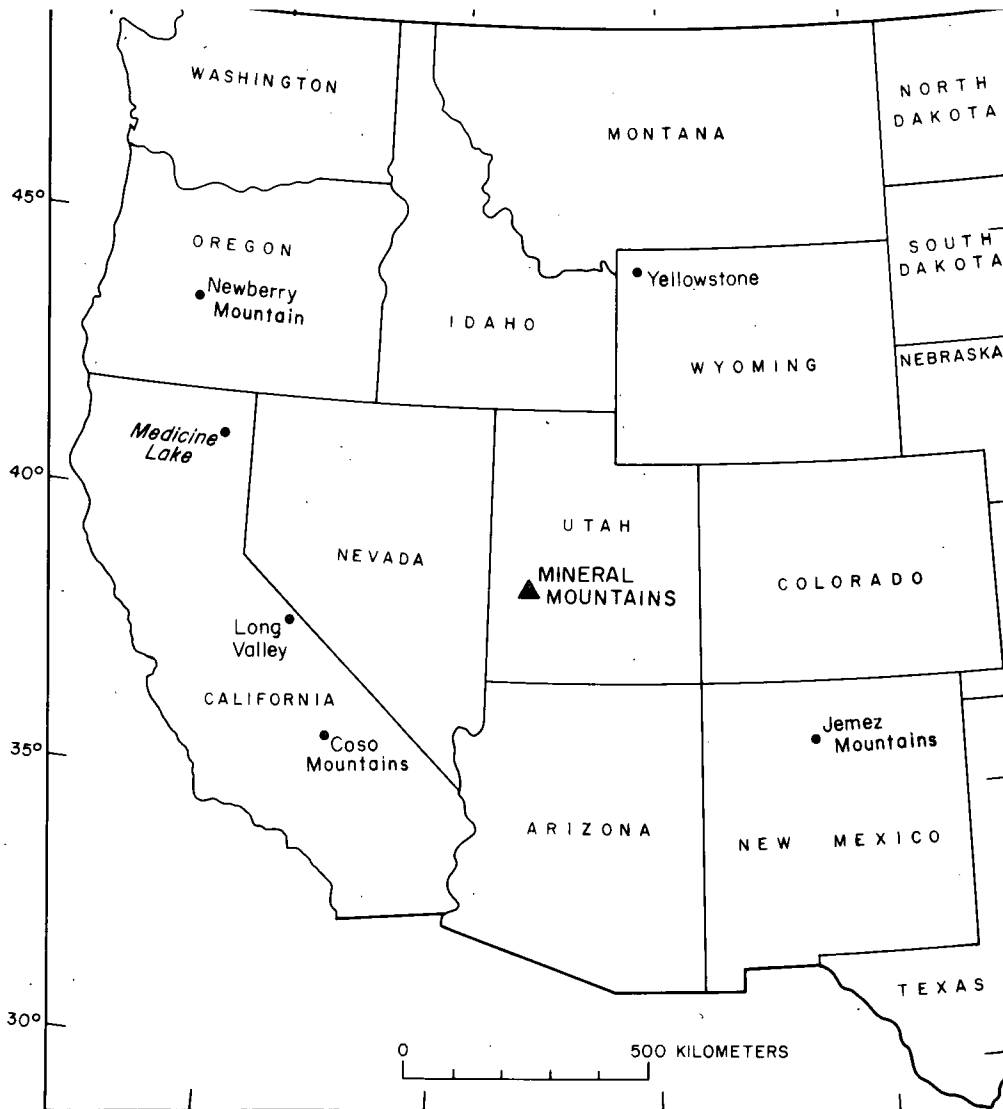 WASHINGTON
MONTANA
NORTH
DAKOTA
45°
OREGON
Newberry
Mountain
IDAHO
Yellowstone
WYOMING
SOUTH
DAKOTA
NEBRASKA
Medicine
Lake
40°
NEVADA
UTAH
MINERAL
MOUNTAINS
COLORADO
Long
Valley
CALIFORNIA
Coso
Mountains
35°
Jemez
Mountains
ARIZONA
NEW MEXICO
30°
TEXAS
0 500 KILOMETERS